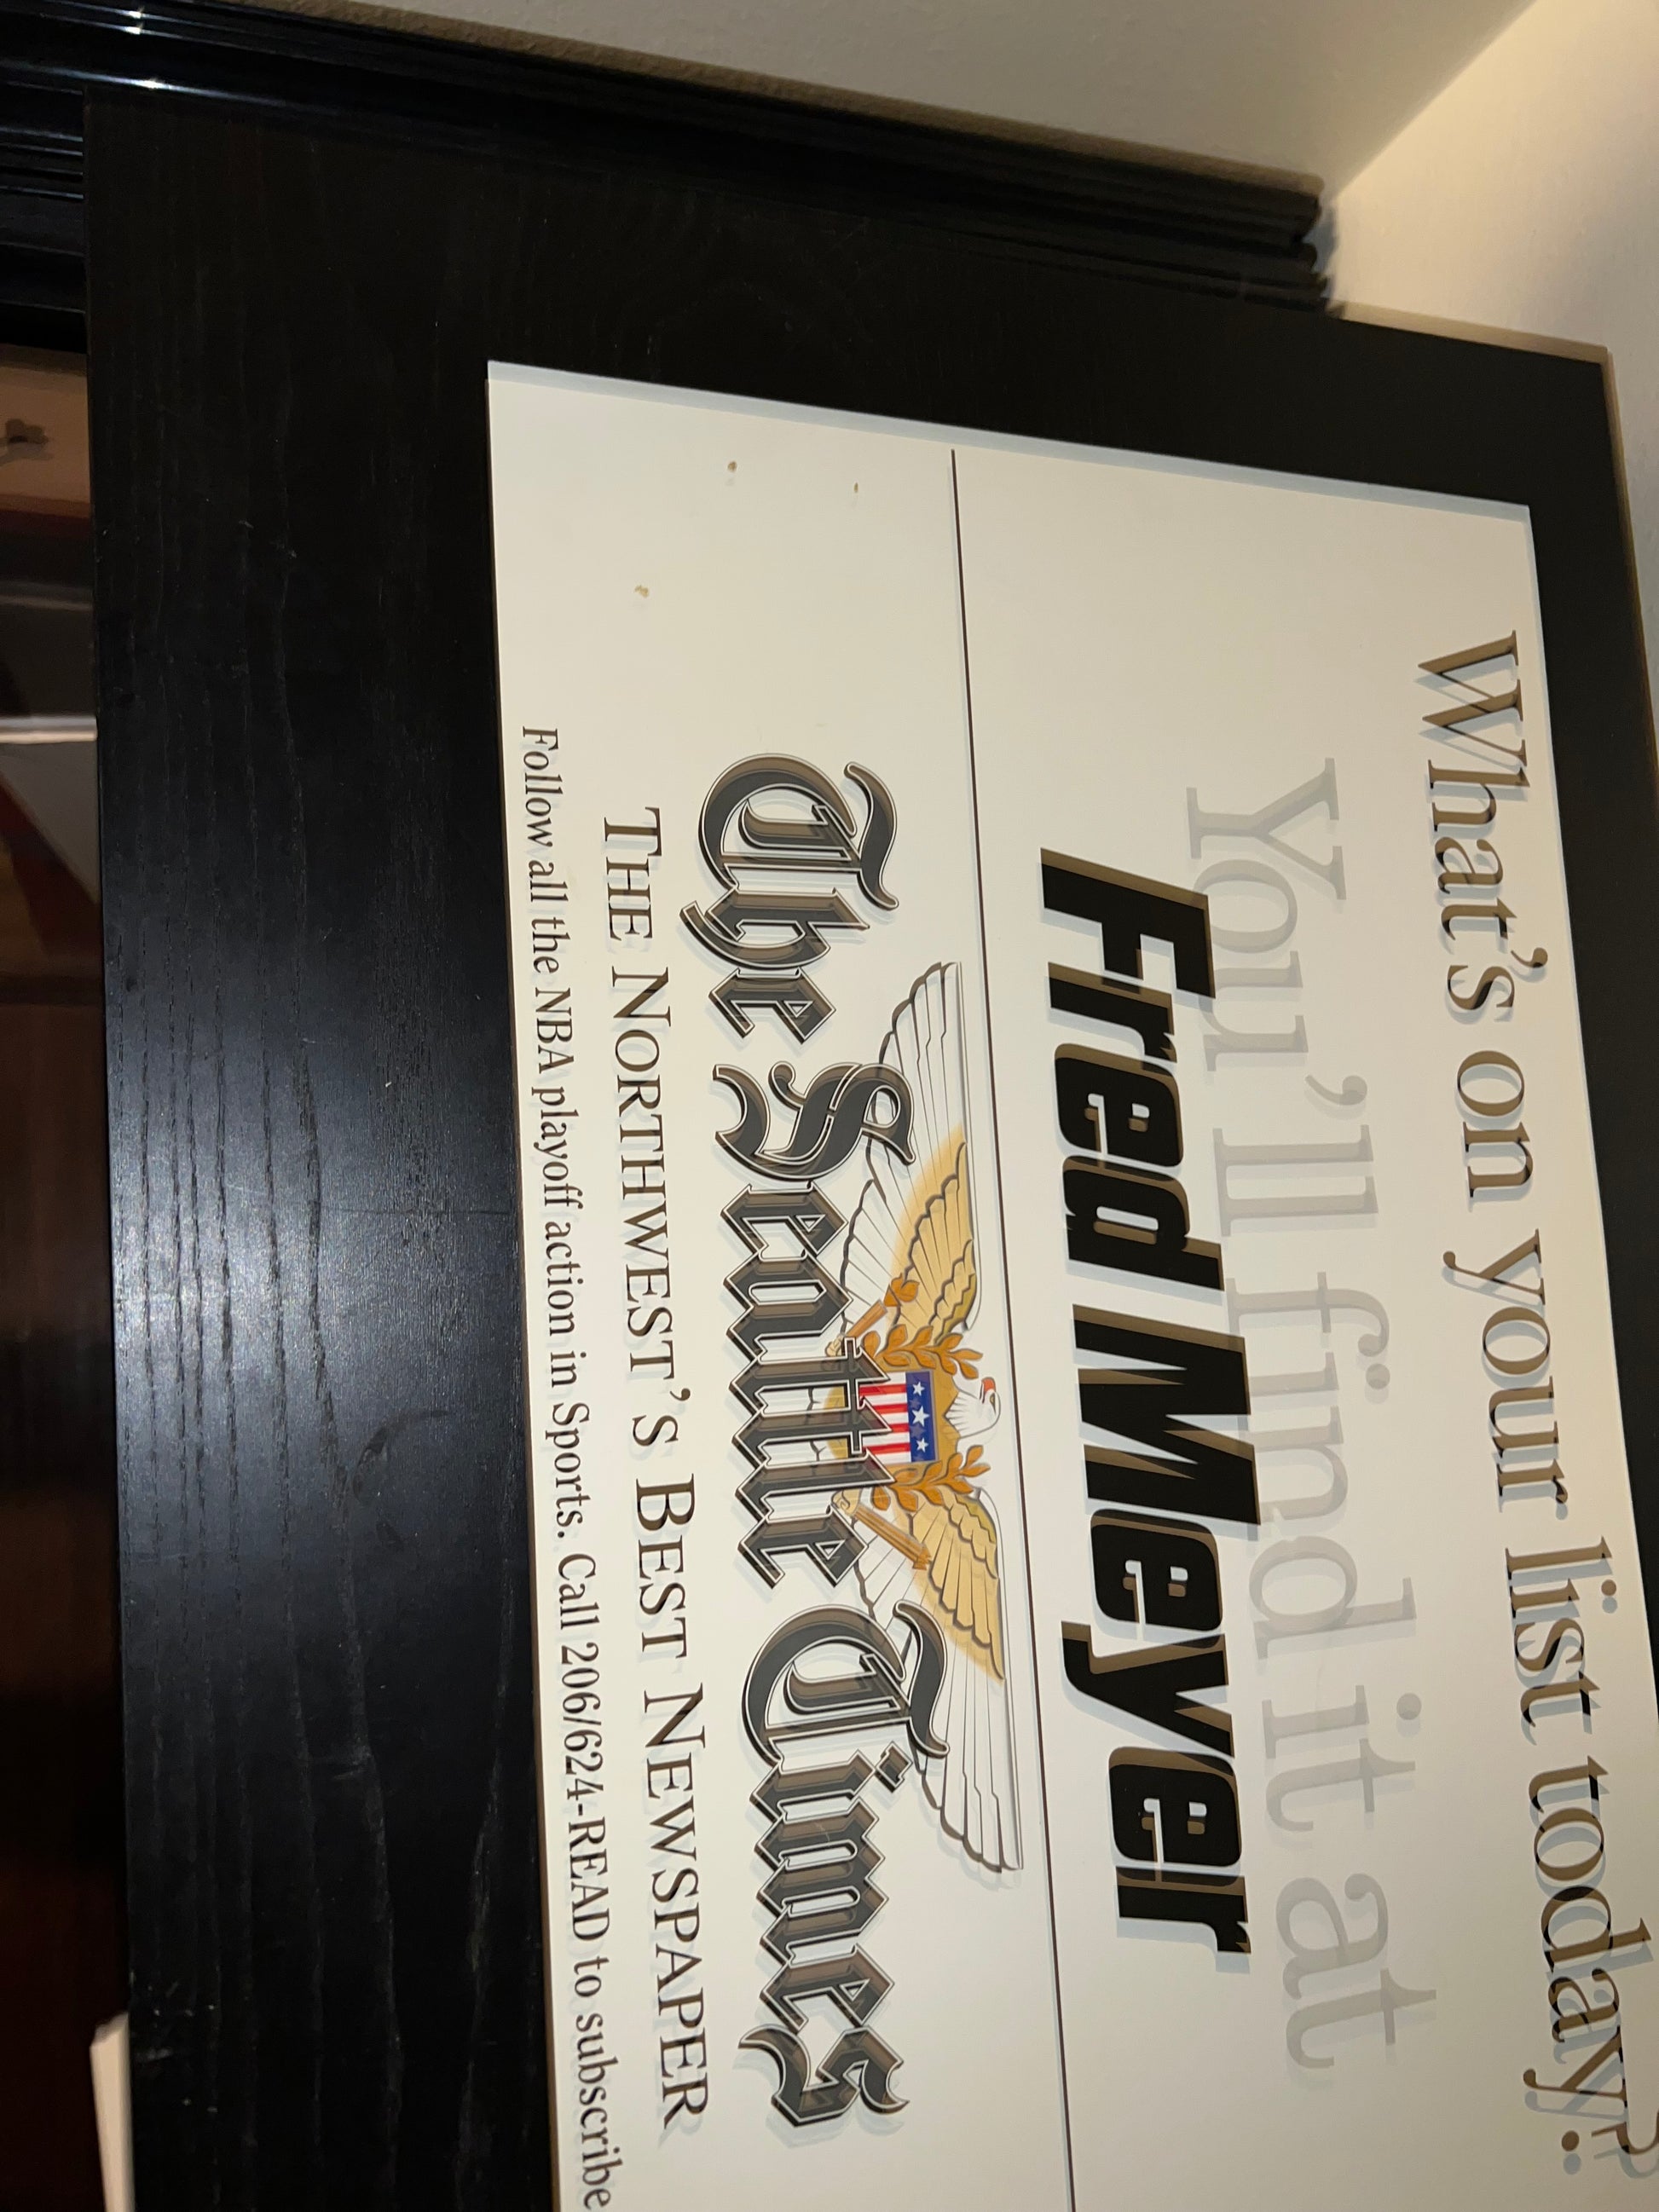 What's on your list today?
You'll find it at
Fred Meyer
The Seattle Times
THE NORTHWEST'S BEST NEWSPAPER
Follow all the NBA playoff action in Sports. Call 206/624-READ to subscribe